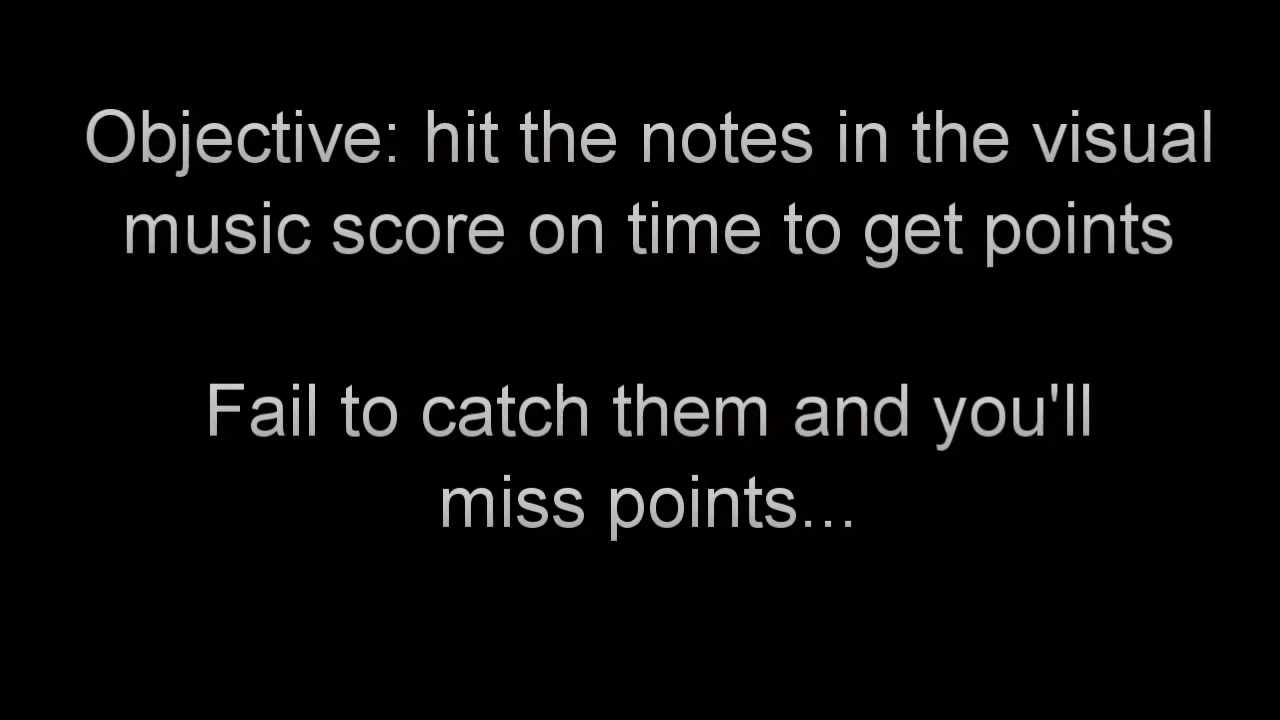 Objective: hit the notes in the visual
music score on time to get points
Fail to catch them and you'll
miss points...